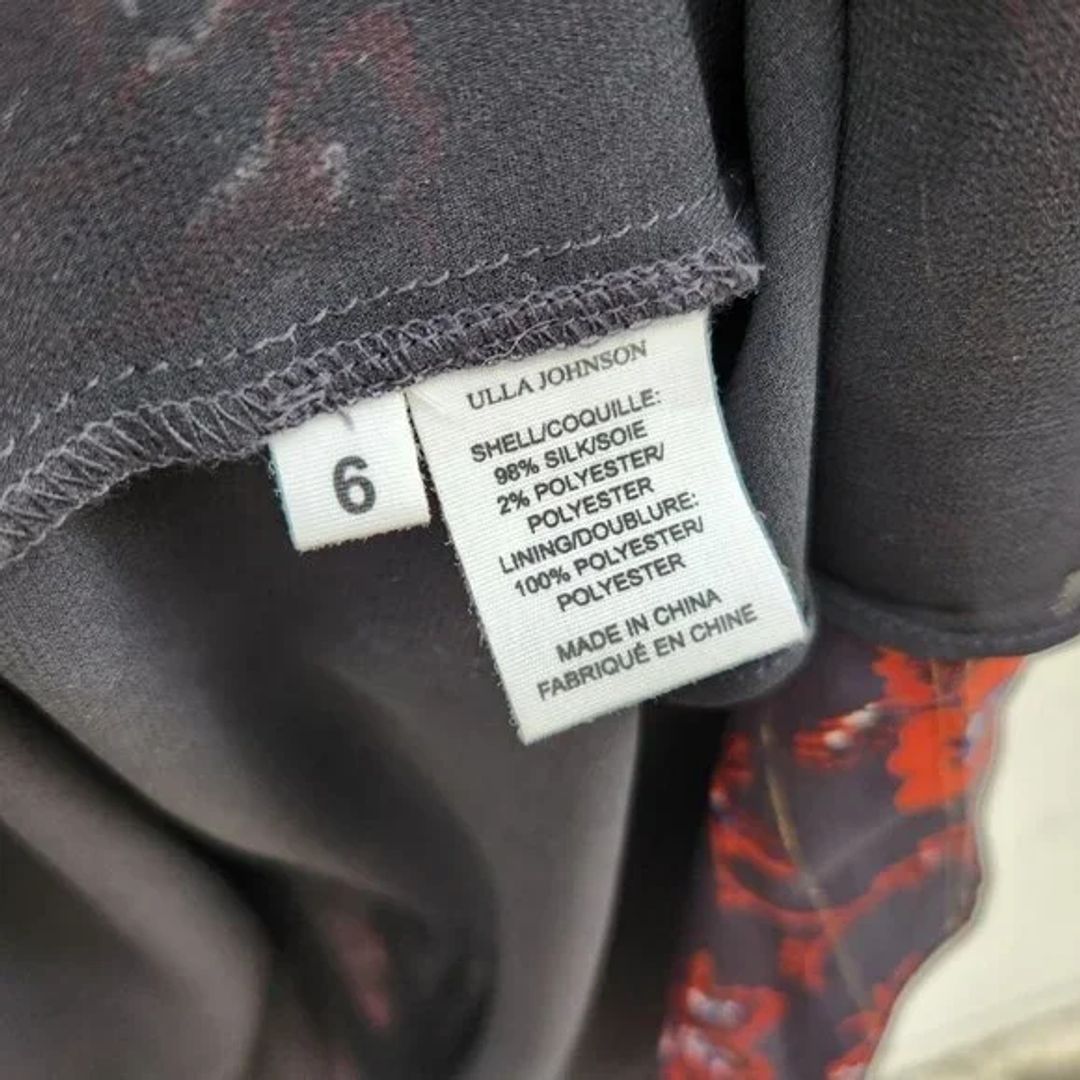 6
ULLA JOHNSON
SHELL/COQUILLE:
98% SILK/SOIE
2% POLYESTER/
POLYESTER
LINING/DOUBLURE:
100% POLYESTER/
POLYESTER
MADE IN CHINA
FABRIQUÉ EN CHINE